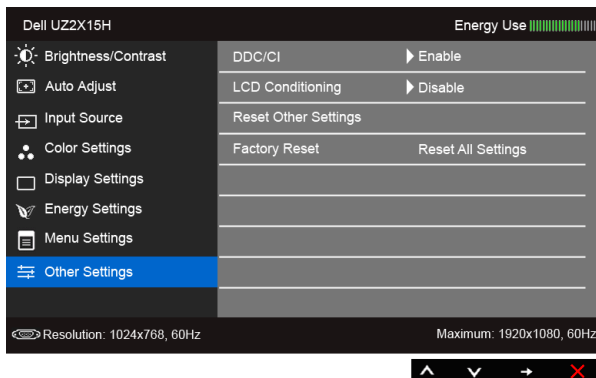 Dell UZ2X15H Energy Use
Brightness/Contrast DDC/CI Enable
Auto Adjust LCD Conditioning Disable
Input Source Reset Other Settings
Color Settings Factory Reset Reset All Settings
Display Settings
Energy Settings
Menu Settings
Other Settings
Resolution: 1024x768, 60Hz Maximum: 1920x1080, 60Hz